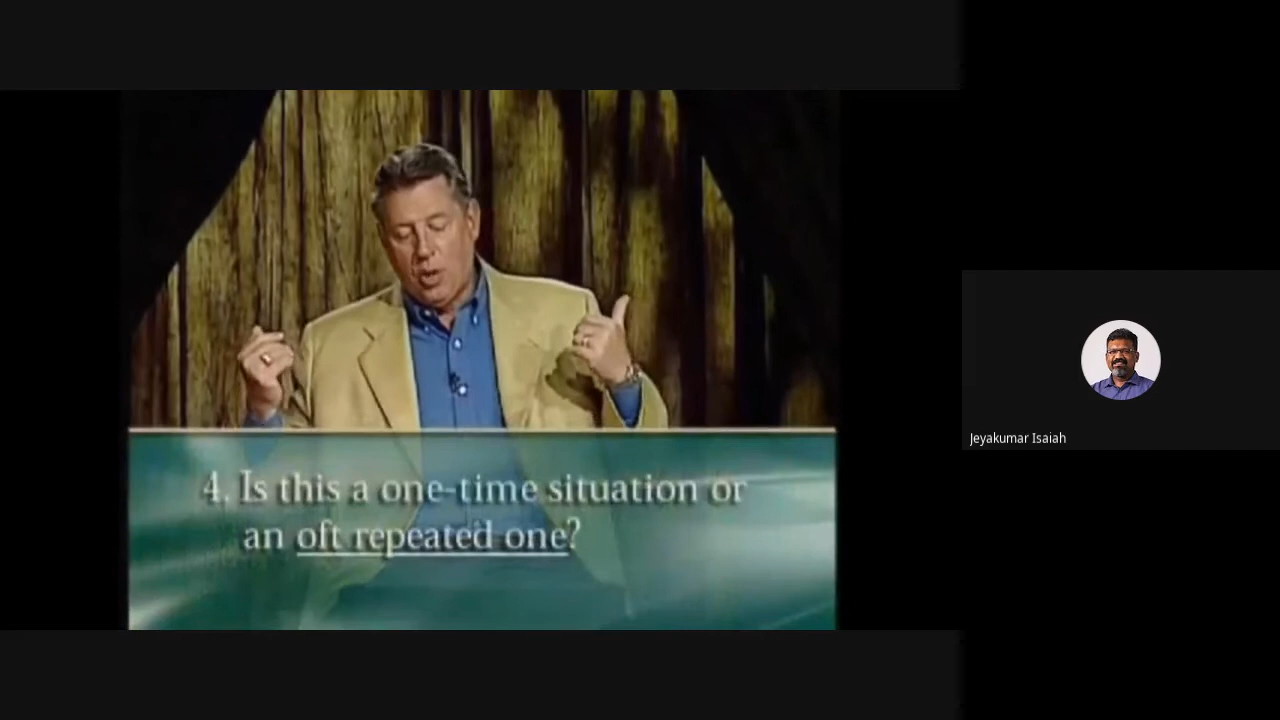 4. Is this a one-time situation or
an oft repeated one?
Jeyakumar Isaiah